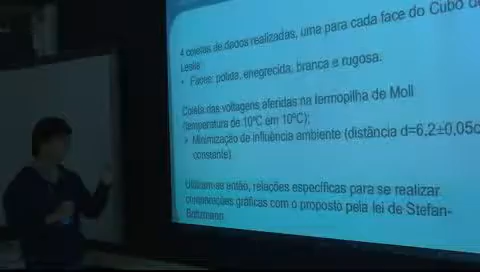 4 coletas de dados realizadas, uma para cada face do Cubo de
Leslie
• Faces: polida, enegrecida, branca e rugosa.
Coleta das voltagens aferidas na termopilha de Moll
(temperatura de 10ºC em 10ºC);
Minimização de influência ambiente (distância d=6,2±0,05c
constante)
Utilizam-se então, relações específicas para se realizar
gráficas com o proposto pela lei de Stefan-
Boltzmann